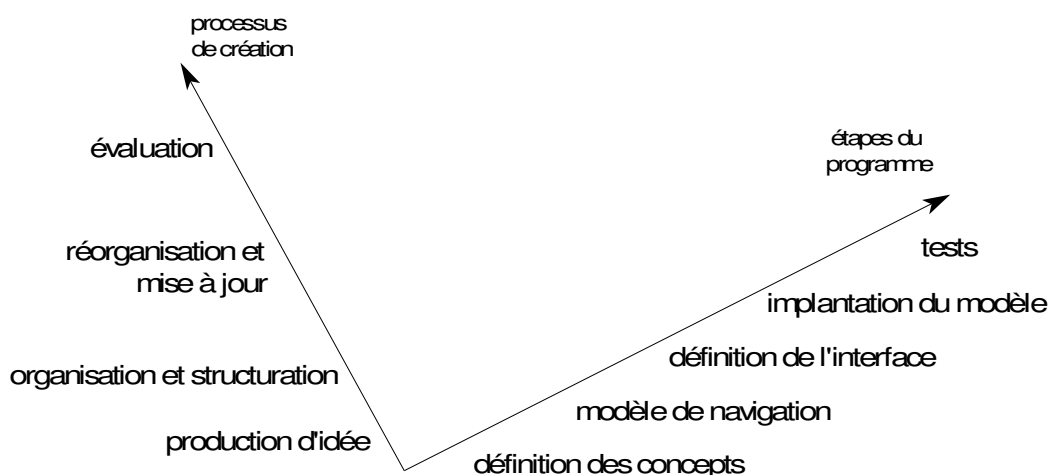 processus
de création
évaluation
réorganisation et
mise à jour
organisation et structuration
production d'idée
étapes du
programme
tests
implantation du modèle
définition de l'interface
modèle de navigation
définition des concepts